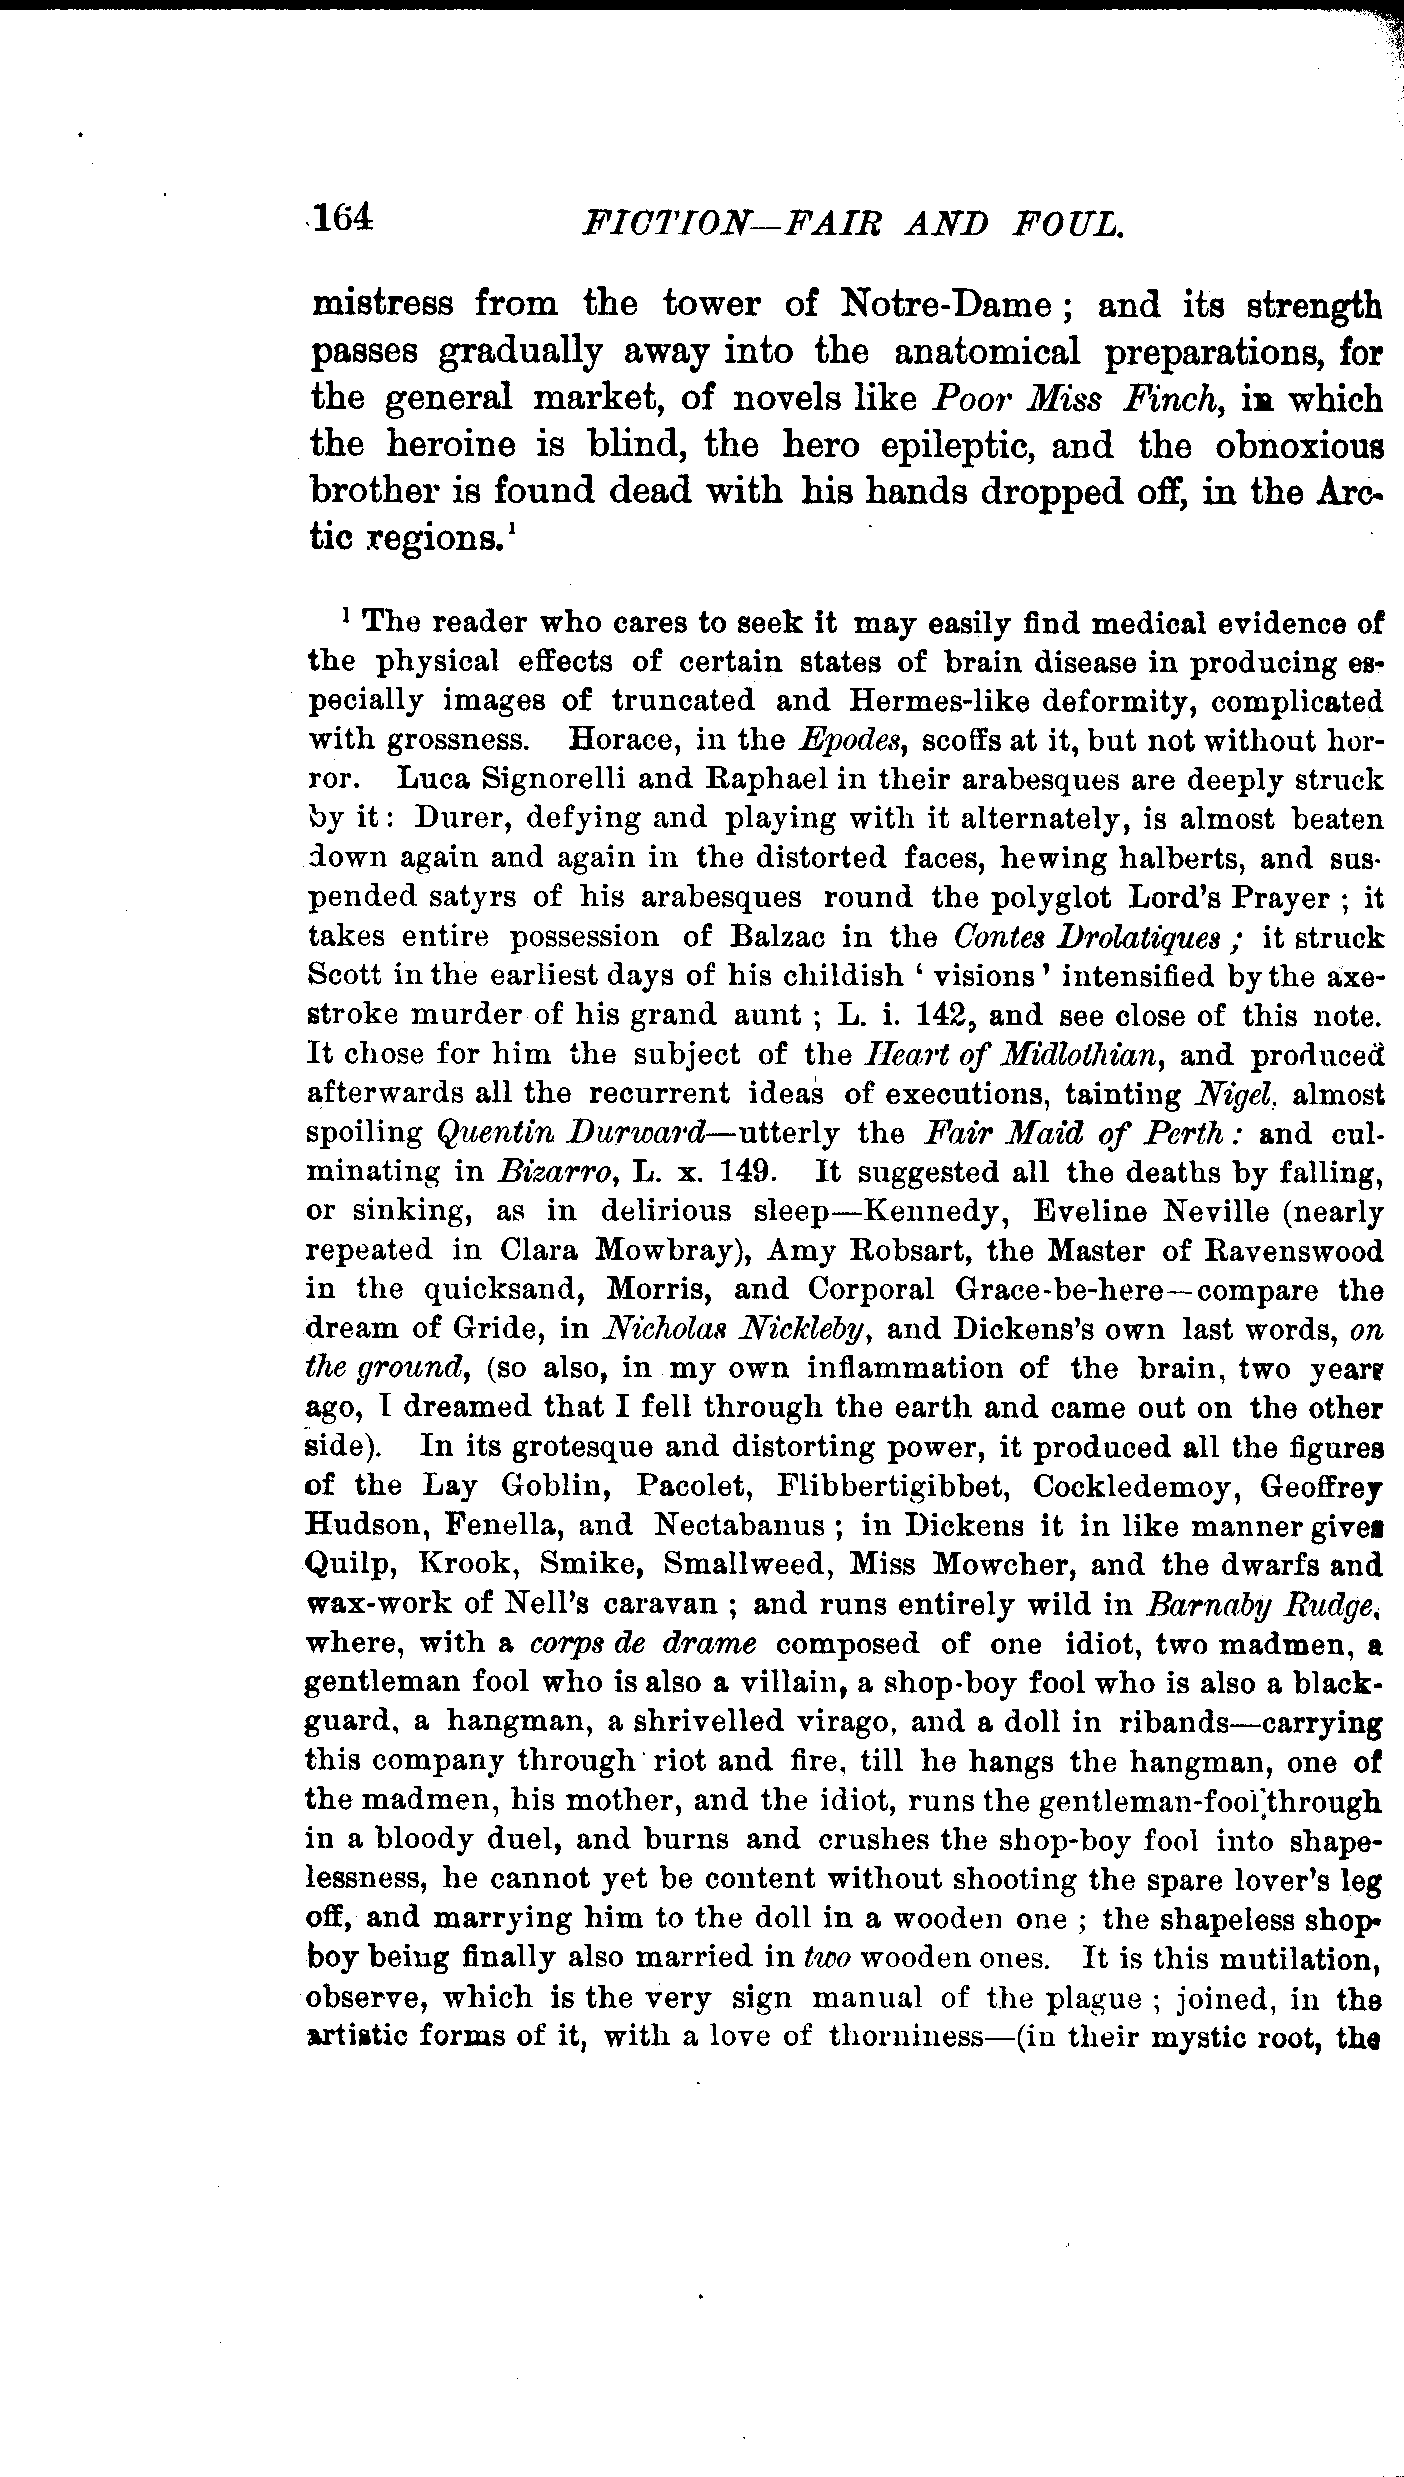 164 FICTION—FAIR AND FOUL.
mistress from the tower of Notre-Dame ; and its strength
passes gradually away into the anatomical preparations, for
the general market, of novels like Poor Miss Finch, in which
the heroine is blind, the hero epileptic, and the obnoxious
brother is found dead with his hands dropped off, in the Arc-
tic regions.¹
¹ The reader who cares to seek it may easily find medical evidence of
the physical effects of certain states of brain disease in producing es-
pecially images of truncated and Hermes-like deformity, complicated
with grossness. Horace, in the Epodes, scoffs at it, but not without hor-
ror. Luca Signorelli and Raphael in their arabesques are deeply struck
by it : Durer, defying and playing with it alternately, is almost beaten
down again and again in the distorted faces, hewing halberts, and sus-
pended satyrs of his arabesques round the polyglot Lord's Prayer ; it
takes entire possession of Balzac in the Contes Drolatiques ; it struck
Scott in the earliest days of his childish ‘ visions ’ intensified by the axe-
stroke murder of his grand aunt ; L. i. 142, and see close of this note.
It chose for him the subject of the Heart of Midlothian, and produced
afterwards all the recurrent ideas of executions, tainting Nigel, almost
spoiling Quentin Durward—utterly the Fair Maid of Perth : and cul-
minating in Bizarro, L. x. 149. It suggested all the deaths by falling,
or sinking, as in delirious sleep—Kennedy, Eveline Neville (nearly
repeated in Clara Mowbray), Amy Robsart, the Master of Ravenswood
in the quicksand, Morris, and Corporal Grace-be-here—compare the
dream of Gride, in Nicholas Nickleby, and Dickens's own last words, on
the ground, (so also, in my own inflammation of the brain, two years
ago, I dreamed that I fell through the earth and came out on the other
side). In its grotesque and distorting power, it produced all the figures
of the Lay Goblin, Pacolet, Flibbertigibbet, Cockledemoy, Geoffrey
Hudson, Fenella, and Nectabanus ; in Dickens it in like manner gives
Quilp, Krook, Smike, Smallweed, Miss Mowcher, and the dwarfs and
wax-work of Nell's caravan ; and runs entirely wild in Barnaby Rudge,
where, with a corps de drame composed of one idiot, two madmen, a
gentleman fool who is also a villain, a shop-boy fool who is also a black-
guard, a hangman, a shrivelled virago, and a doll in ribands—carrying
this company through riot and fire, till he hangs the hangman, one of
the madmen, his mother, and the idiot, runs the gentleman-fool through
in a bloody duel, and burns and crushes the shop-boy fool into shape-
lessness, he cannot yet be content without shooting the spare lover's leg
off, and marrying him to the doll in a wooden one ; the shapeless shop-
boy being finally also married in two wooden ones. It is this mutilation,
observe, which is the very sign manual of the plague ; joined, in the
artistic forms of it, with a love of thorniness—(in their mystic root, the